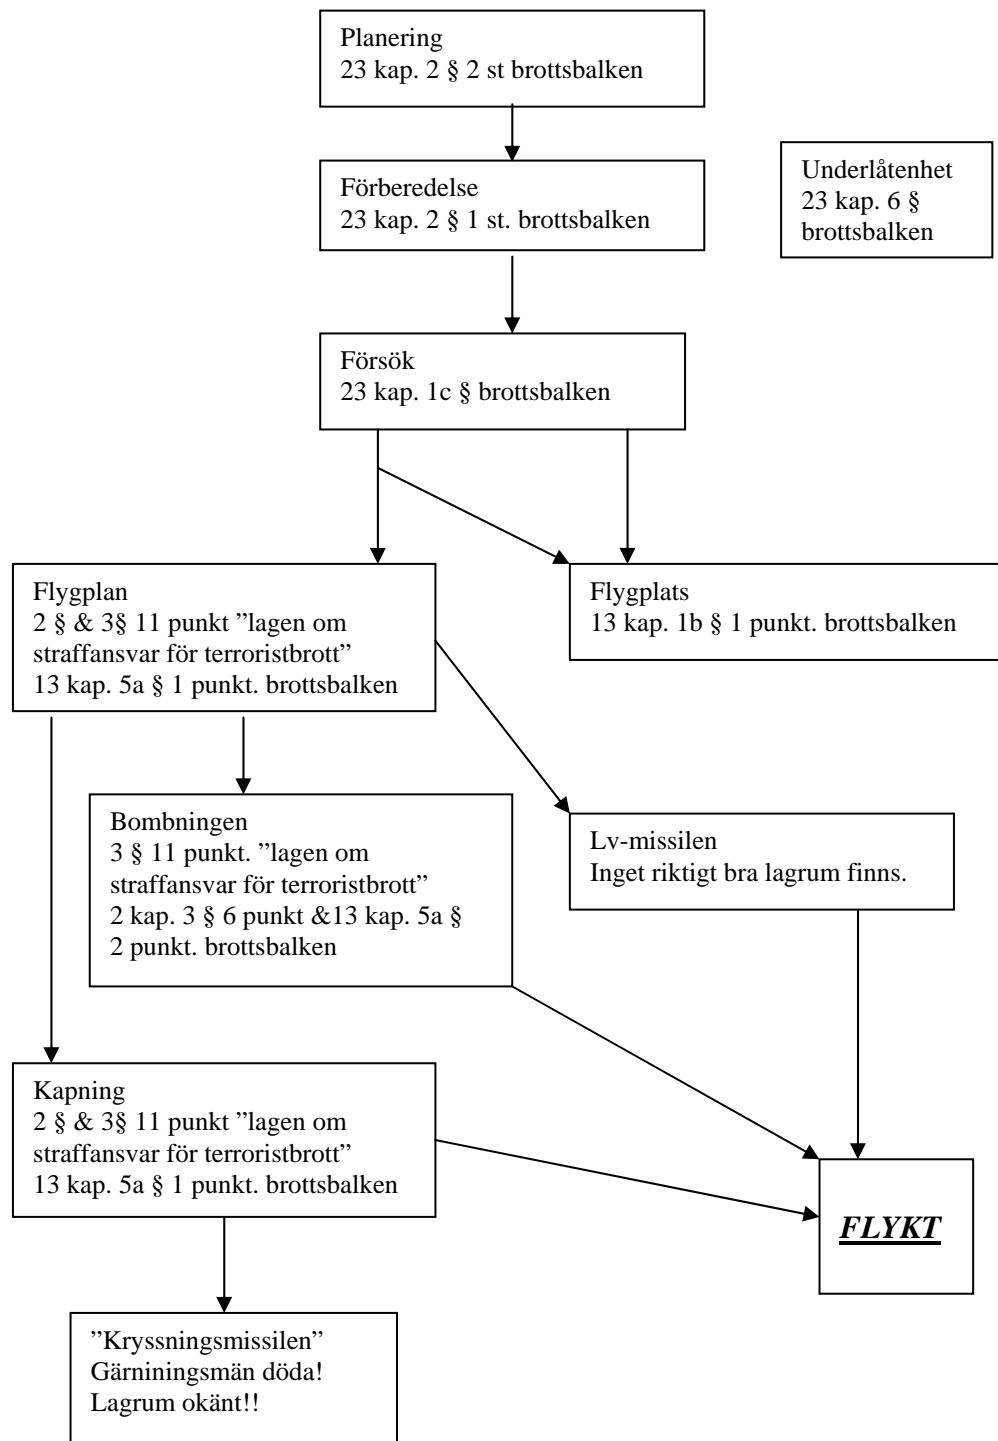 Planering
23 kap. 2 § 2 st brottsbalken
Underlåtenhet
23 kap. 6 §
brottsbalken
Förberedelse
23 kap. 2 § 1 st. brottsbalken
Försök
23 kap. 1c § brottsbalken
Flygplan
2 § & 3§ 11 punkt ”lagen om
straffansvar för terroristbrott”
13 kap. 5a § 1 punkt. brottsbalken
Flygplats
13 kap. 1b § 1 punkt. brottsbalken
Bombningen
3 § 11 punkt. ”lagen om
straffansvar för terroristbrott”
2 kap. 3 § 6 punkt &13 kap. 5a §
2 punkt. brottsbalken
Lv-missilen
Inget riktigt bra lagrum finns.
Kapning
2 § & 3§ 11 punkt ”lagen om
straffansvar för terroristbrott”
13 kap. 5a § 1 punkt. brottsbalken
FLYKT
”Kryssningsmissilen”
Gärniningsmän döda!
Lagrum okänt!!